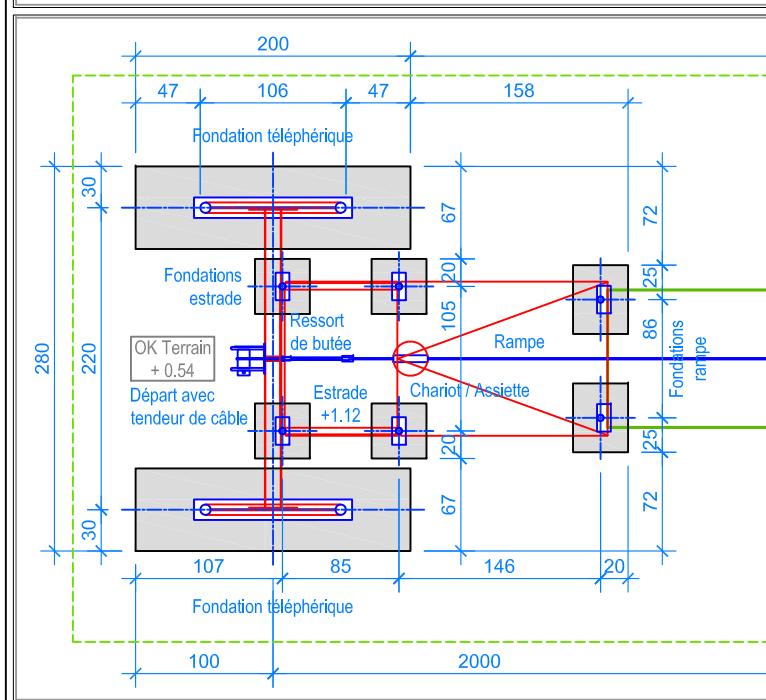 200
47
106
47
158
Fondation téléphérique
30
67
72
Fondations
estrade
20
25
Ressort
de butée
105
86
280
220
OK Terrain
+ 0.54
Rampe
Fondations
rampe
Départ avec
tendeur de câble
Estrade
+1.12
Chariot / Assiette
20
25
30
67
72
107
85
146
20
Fondation téléphérique
100
2000